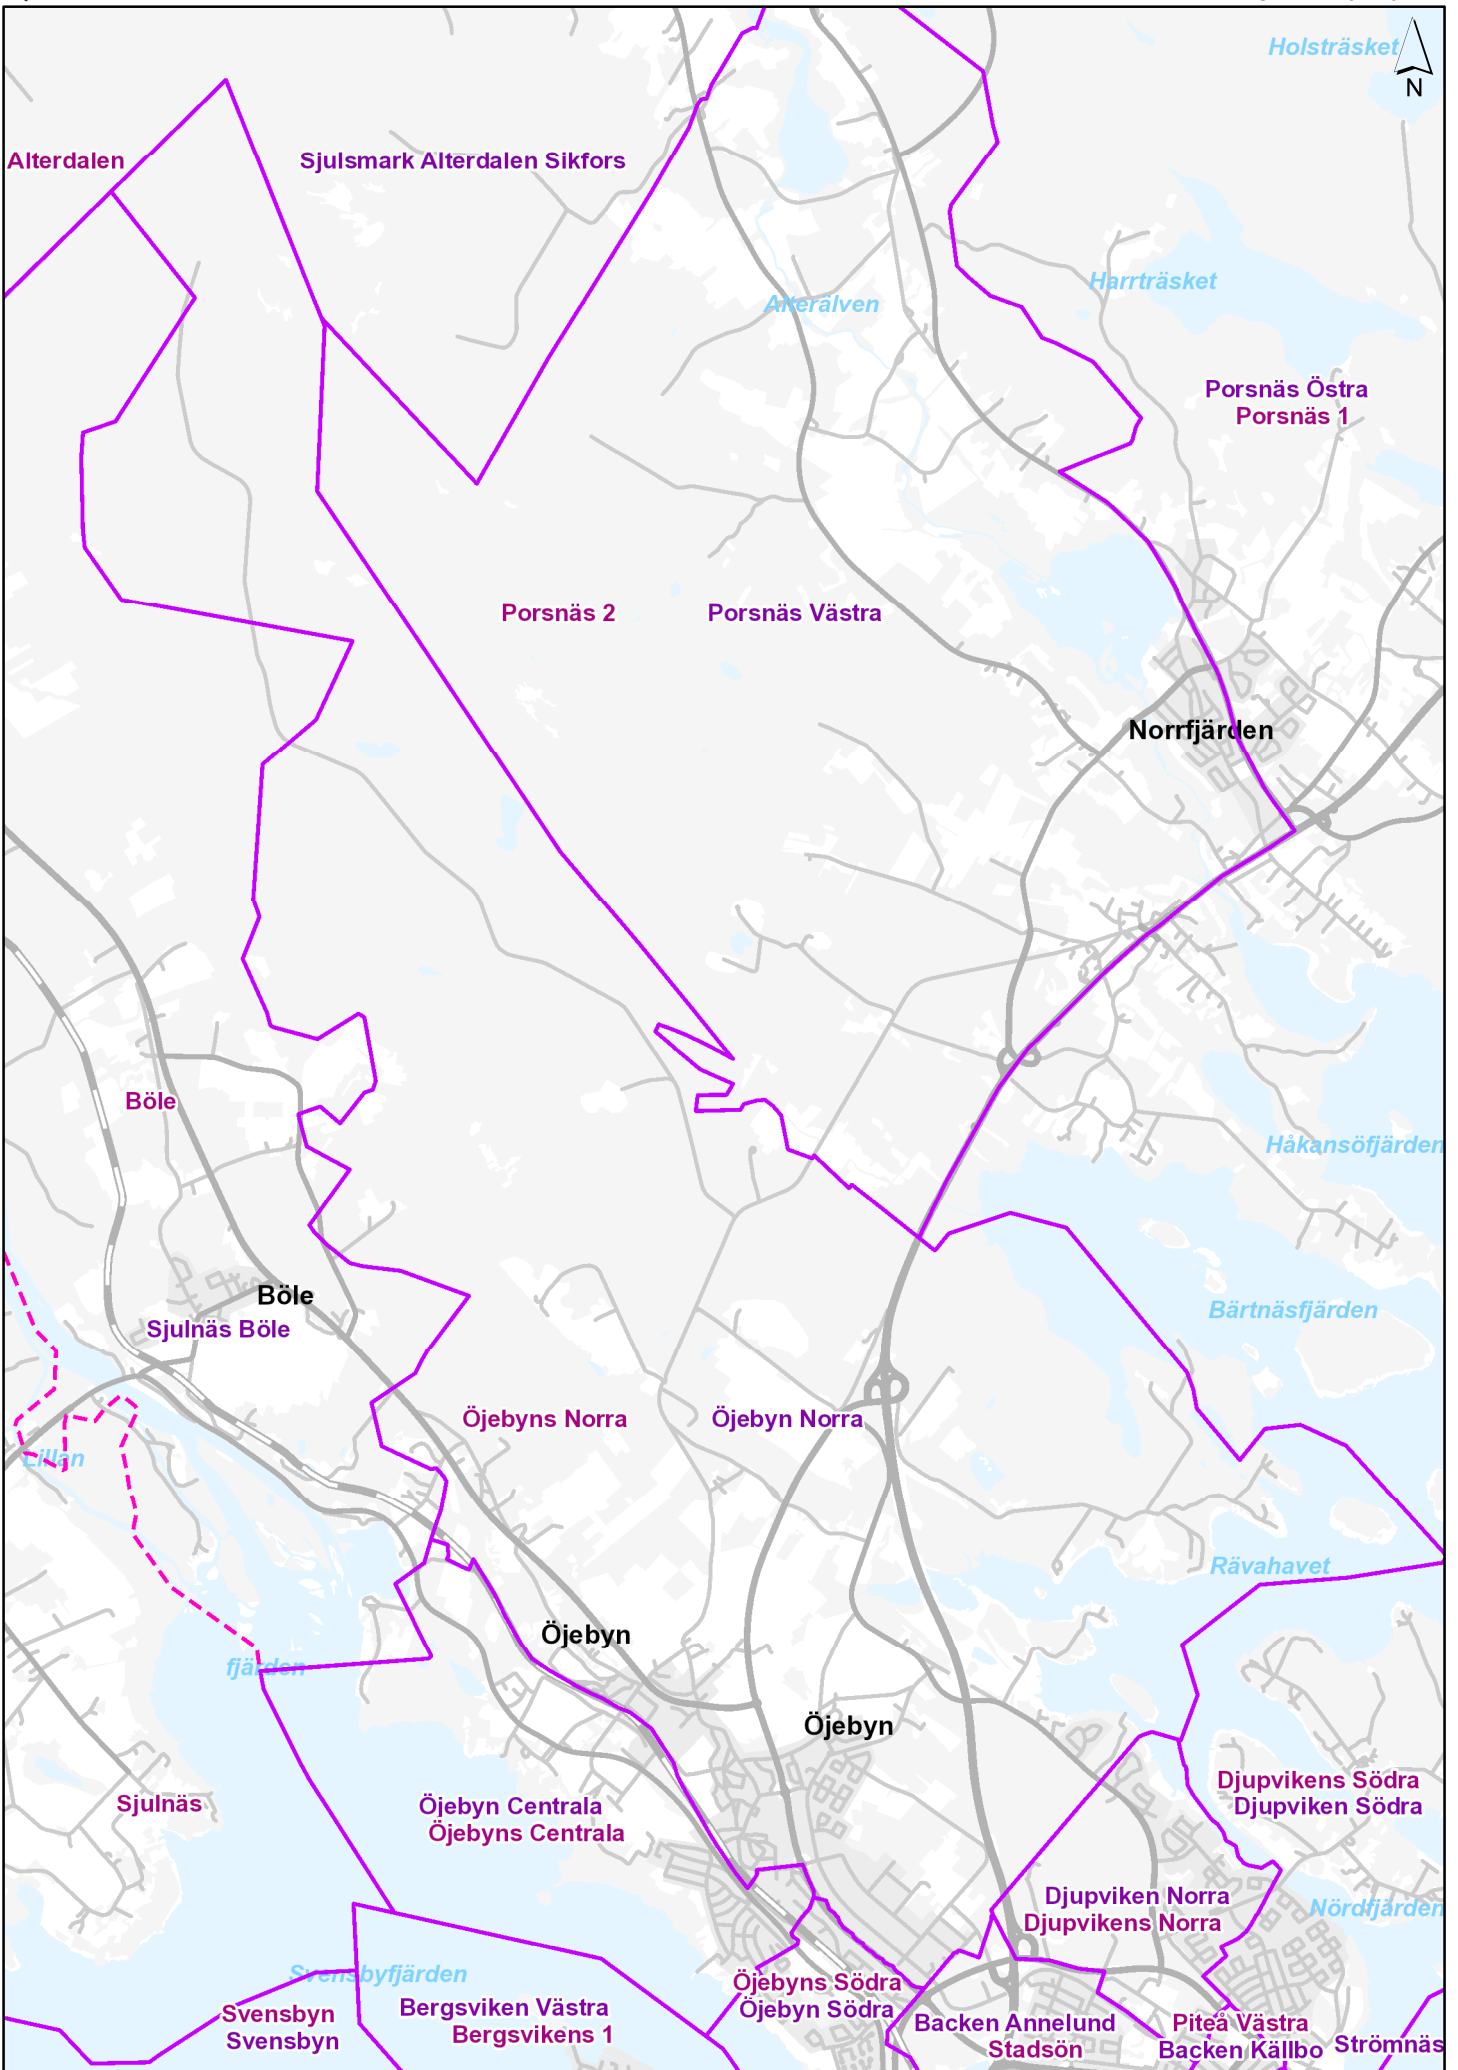 Holsträsket
N
Alterdalen
Sjulsmark Alterdalen Sikfors
Harrträsket
Alterälven
Porsnäs Östra
Porsnäs 1
Porsnäs 2
Porsnäs Västra
Norrfjärden
Böle
Håkansöfjärden
Böle
Sjulnäs Böle
Bärtnäsfjärden
Öjebyns Norra
Öjebyn Norra
Lillan
Rävahavet
Öjebyn
fjärden
Öjebyn
Djupvikens Södra
Djupviken Södra
Sjulnäs
Öjebyn Centrala
Öjebyns Centrala
Djupviken Norra
Djupvikens Norra
Nördfjärden
Svensbyfjärden
Öjebyns Södra
Öjebyn Södra
Svensbyn
Svensbyn
Bergsviken Västra
Bergsvikens 1
Backen Annelund
Stadsön
Piteå Västra
Backen Källbo
Strömnäs